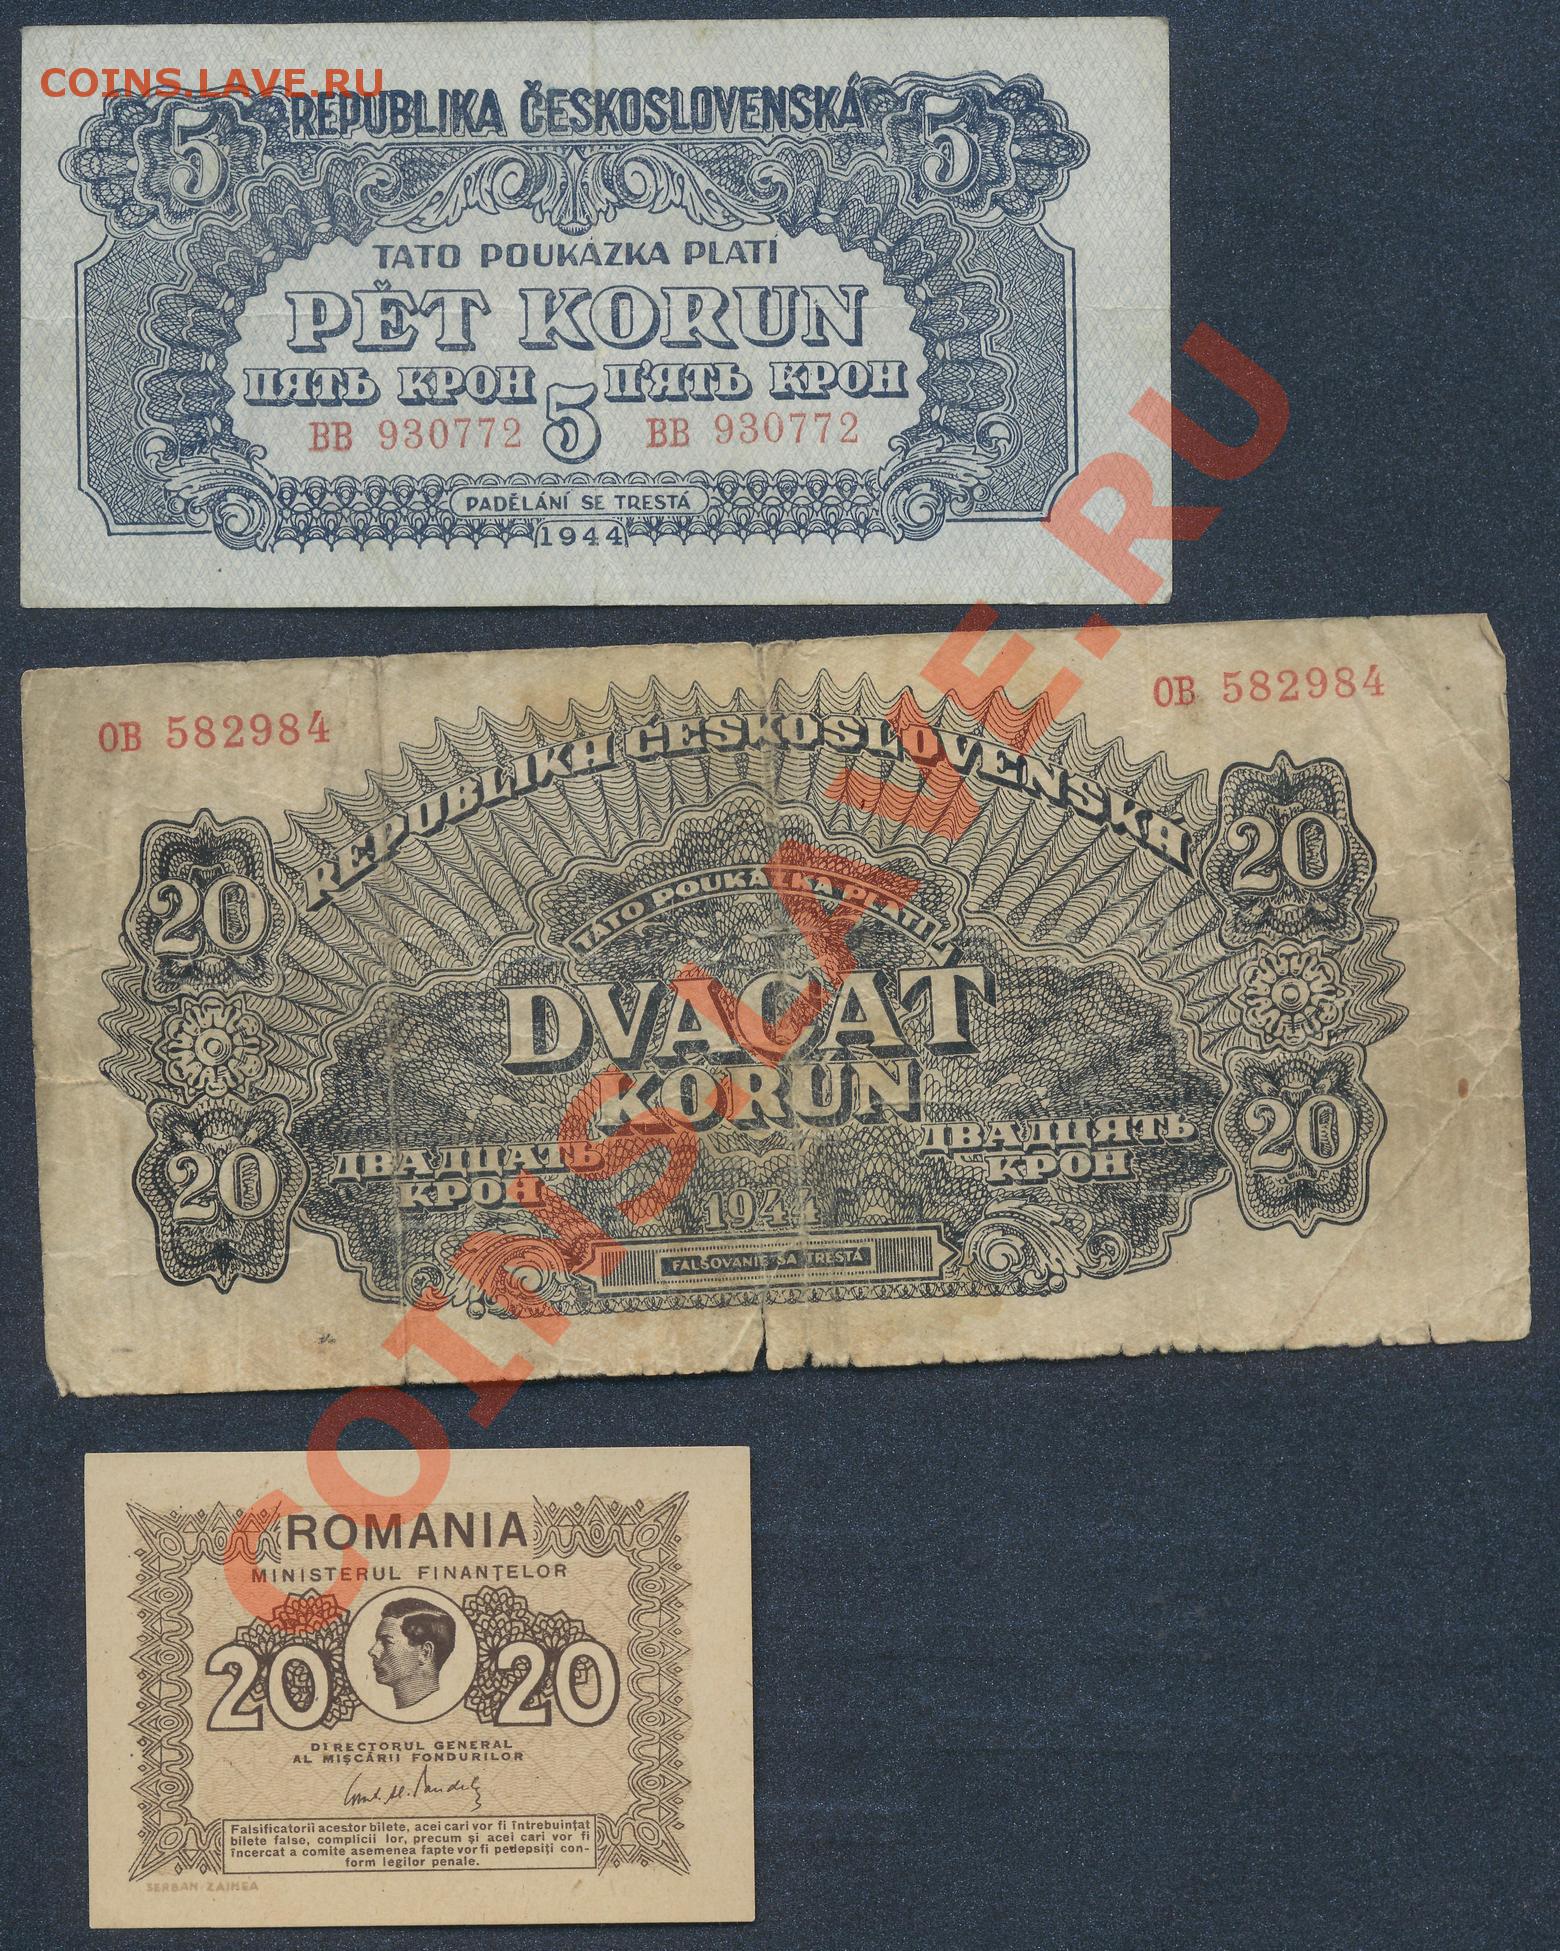 COINS.LAVE.RU
5 REPUBLIKA ČESKOSLOVENSKÁ 5
TATO POUKÁZKA PLATÍ
PĚT KORUN
ПЯТЬ КРОН П'ЯТЬ КРОН
BB 930772 5 BB 930772
PADĚLÁNÍ SE TRESTÁ
1944
OB 582984 OB 582984
REPUBLIKA ČESKOSLOVENSKÁ
20 20
TATO POUKÁZKA PLATÍ
DVACAŤ
KORÚN
20 20
ДВАДЦАТЬ ДВАДЦЯТЬ
КРОН КРОН
1944
FALŠOVANIE SA TRESTÁ
COINS.LAVE.RU
ROMANIA
MINISTERUL FINANȚELOR
20 20
DIRECTORUL GENERAL
AL MIȘCĂRII FONDURILOR
Falsificatorii acestor bilete, acei cari vor fi întrebuințat
bilete false, complicii lor, precum și acei cari vor fi
încercat a comite asemenea fapte vor fi pedepsiți con-
form legilor penale.
SERBAN ZAINEA